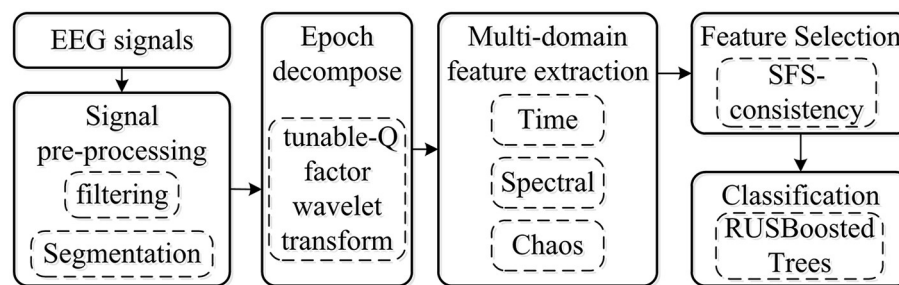 EEG signals
Signal
pre-processing
filtering
Segmentation
Epoch
decompose
tunable-Q
factor
wavelet
transform
Multi-domain
feature extraction
Time
Spectral
Chaos
Feature Selection
SFS-
consistency
Classification
RUSBoosted
Trees